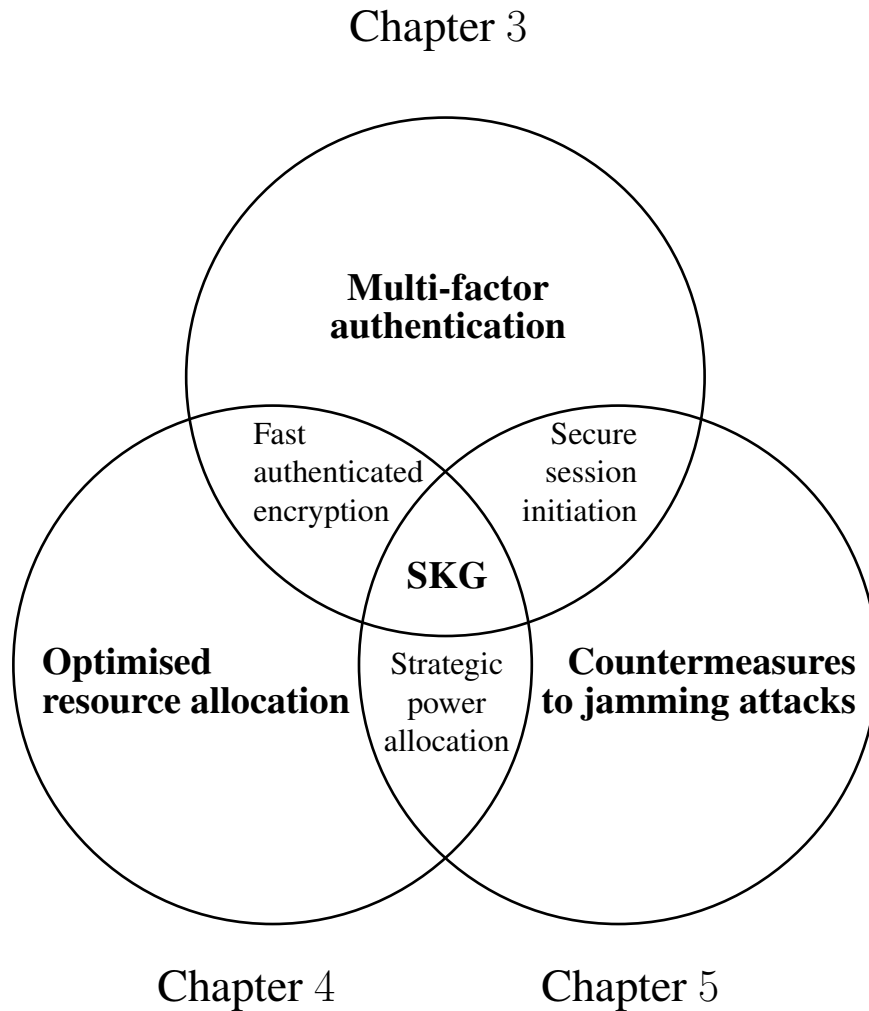 Chapter 3
Multi-factor
authentication
Fast
authenticated
encryption
Secure
session
initiation
SKG
Optimised
resource allocation
Strategic
power
allocation
Countermeasures
to jamming attacks
Chapter 4
Chapter 5